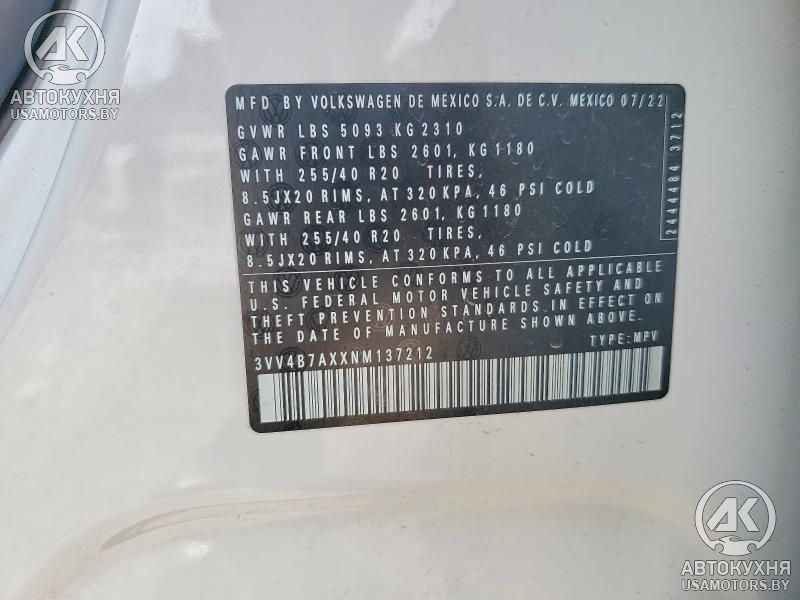 AK
АВТОКУХНЯ
USAMOTORS.BY
MFD. BY VOLKSWAGEN DE MEXICO S.A. DE C.V. MEXICO 07/22
GVWR LBS 5093 KG 2310
GAWR FRONT LBS 2601, KG 1180
WITH 255/40 R20 TIRES,
8.5JX20 RIMS, AT 320 KPA, 46 PSI COLD
GAWR REAR LBS 2601, KG 1180
WITH 255/40 R20 TIRES,
8.5JX20 RIMS, AT 320 KPA, 46 PSI COLD
THIS VEHICLE CONFORMS TO ALL APPLICABLE
U.S. FEDERAL MOTOR VEHICLE SAFETY AND
THEFT PREVENTION STANDARDS IN EFFECT ON
THE DATE OF MANUFACTURE SHOWN ABOVE.
TYPE: MPV
3VV4B7AXXNM137212
2444484 3712
AK
АВТОКУХНЯ
USAMOTORS.BY